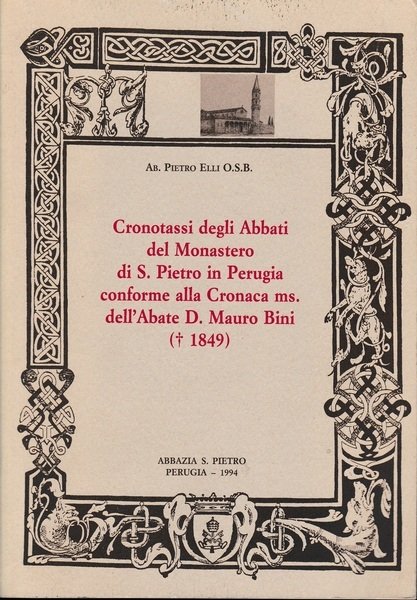 Ab. Pietro Elli O.S.B.
Cronotassi degli Abbati
del Monastero
di S. Pietro in Perugia
conforme alla Cronaca ms.
dell'Abate D. Mauro Bini
(† 1849)
ABBAZIA S. PIETRO
PERUGIA – 1994